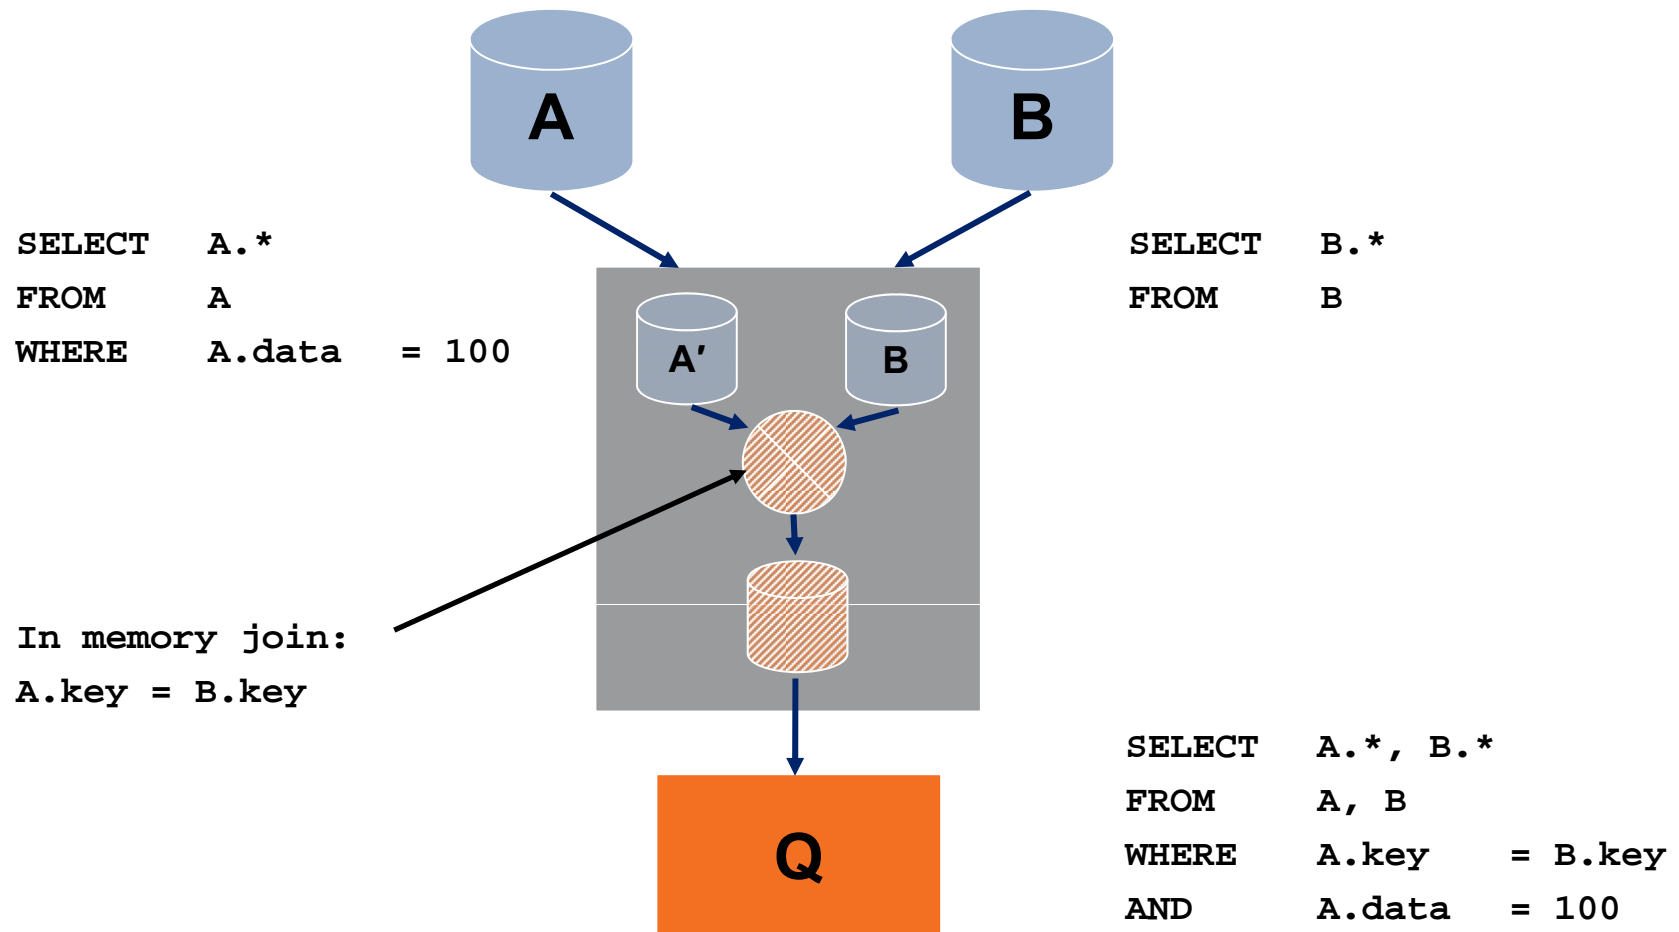 A
B
SELECT A.*
FROM A
WHERE A.data = 100
SELECT B.*
FROM B
A′
B
In memory join:
A.key = B.key
Q
SELECT A.*, B.*
FROM A, B
WHERE A.key = B.key
AND A.data = 100